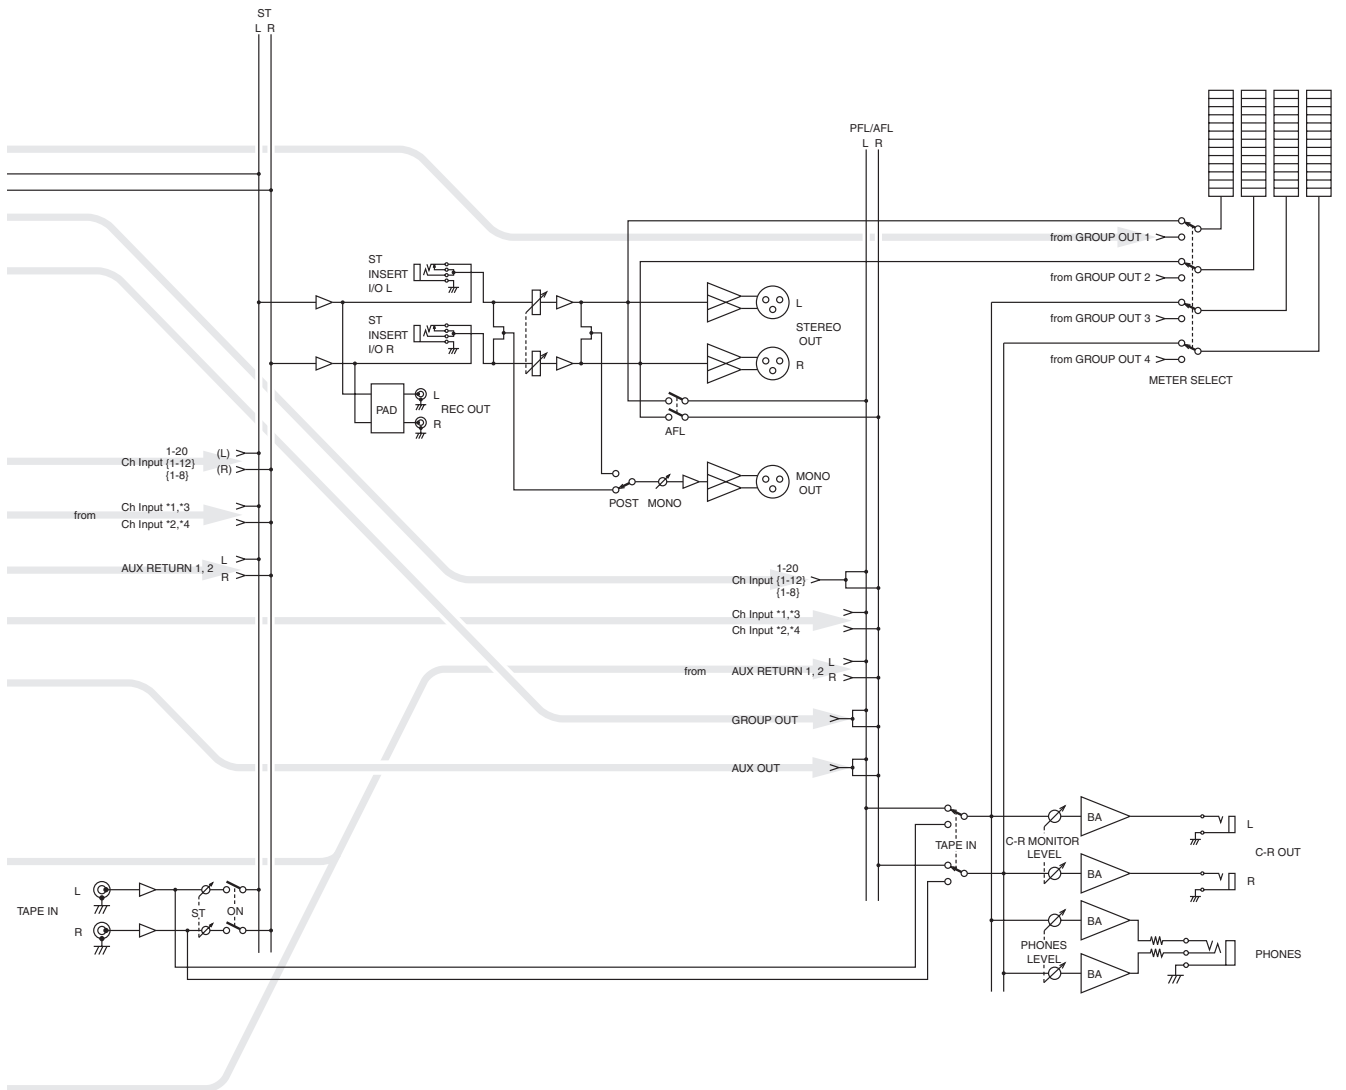 ST
L R
PFL/AFL
L R
from GROUP OUT 1
from GROUP OUT 2
from GROUP OUT 3
from GROUP OUT 4
METER SELECT
ST
INSERT
I/O L
ST
INSERT
I/O R
L
STEREO
OUT
R
PAD
L
REC OUT
R
AFL
MONO
OUT
POST
MONO
1-20
Ch Input {1-12}
{1-8}
(L)
(R)
from
Ch Input *1,*3
Ch Input *2,*4
AUX RETURN 1, 2
L
R
1-20
Ch Input {1-12}
{1-8}
Ch Input *1,*3
Ch Input *2,*4
from
AUX RETURN 1, 2
L
R
GROUP OUT
AUX OUT
TAPE IN
C-R MONITOR
LEVEL
BA
L
C-R OUT
BA
R
BA
PHONES
LEVEL
BA
PHONES
TAPE IN
L
R
ST
ON